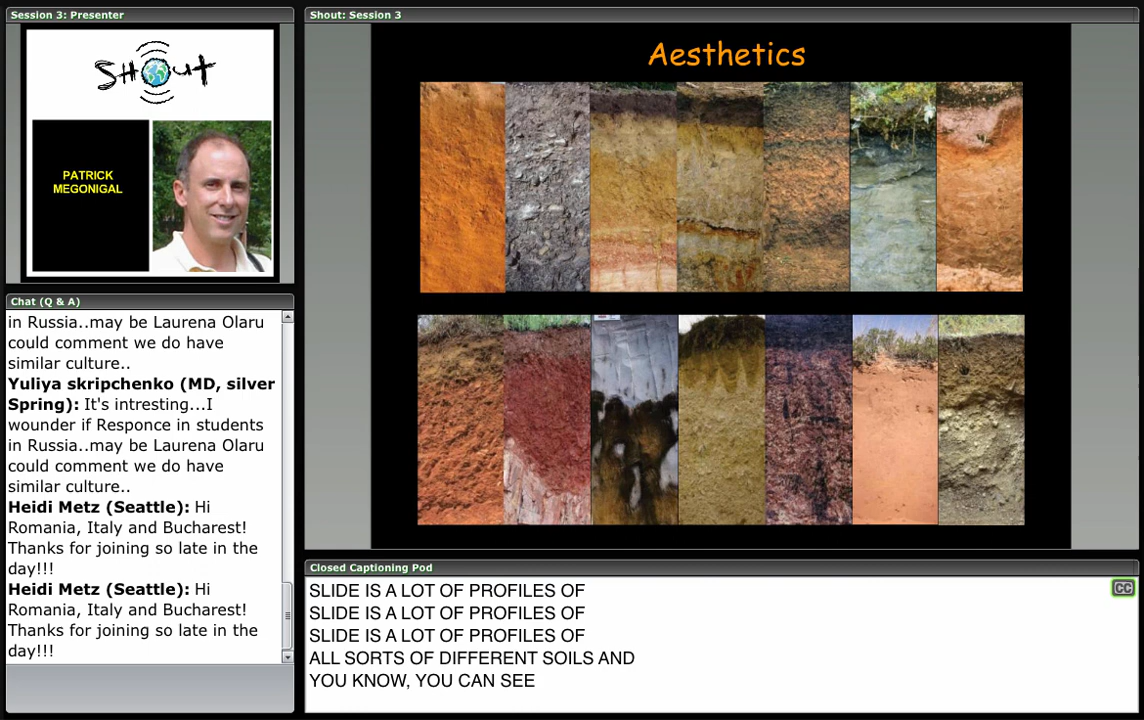 Session 3: Presenter
SHOut
PATRICK
MEGONIGAL
Chat (Q & A)
in Russia..may be Laurena Olaru
could comment we do have
similar culture..
Yuliya skripchenko (MD, silver
Spring): It's intresting...I
wounder if Responce in students
in Russia..may be Laurena Olaru
could comment we do have
similar culture..
Heidi Metz (Seattle): Hi
Romania, Italy and Bucharest!
Thanks for joining so late in the
day!!!
Heidi Metz (Seattle): Hi
Romania, Italy and Bucharest!
Thanks for joining so late in the
day!!!
Shout: Session 3
Aesthetics
Closed Captioning Pod
SLIDE IS A LOT OF PROFILES OF
SLIDE IS A LOT OF PROFILES OF
SLIDE IS A LOT OF PROFILES OF
ALL SORTS OF DIFFERENT SOILS AND
YOU KNOW, YOU CAN SEE
CC